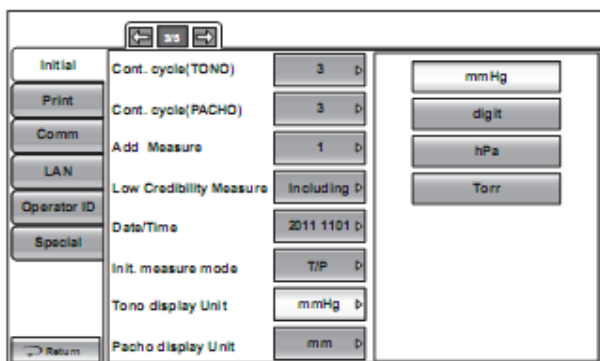 3/5
Initial
Print
Comm
LAN
Operator ID
Special
Return
Cont. cycle(TONO) 3
Cont. cycle(PACHO) 3
Add Measure 1
Low Credibility Measure Including
Date/Time 2011 1101
Init. measure mode T/P
Tono display Unit mmHg
Pacho display Unit mm
mmHg
digit
hPa
Torr